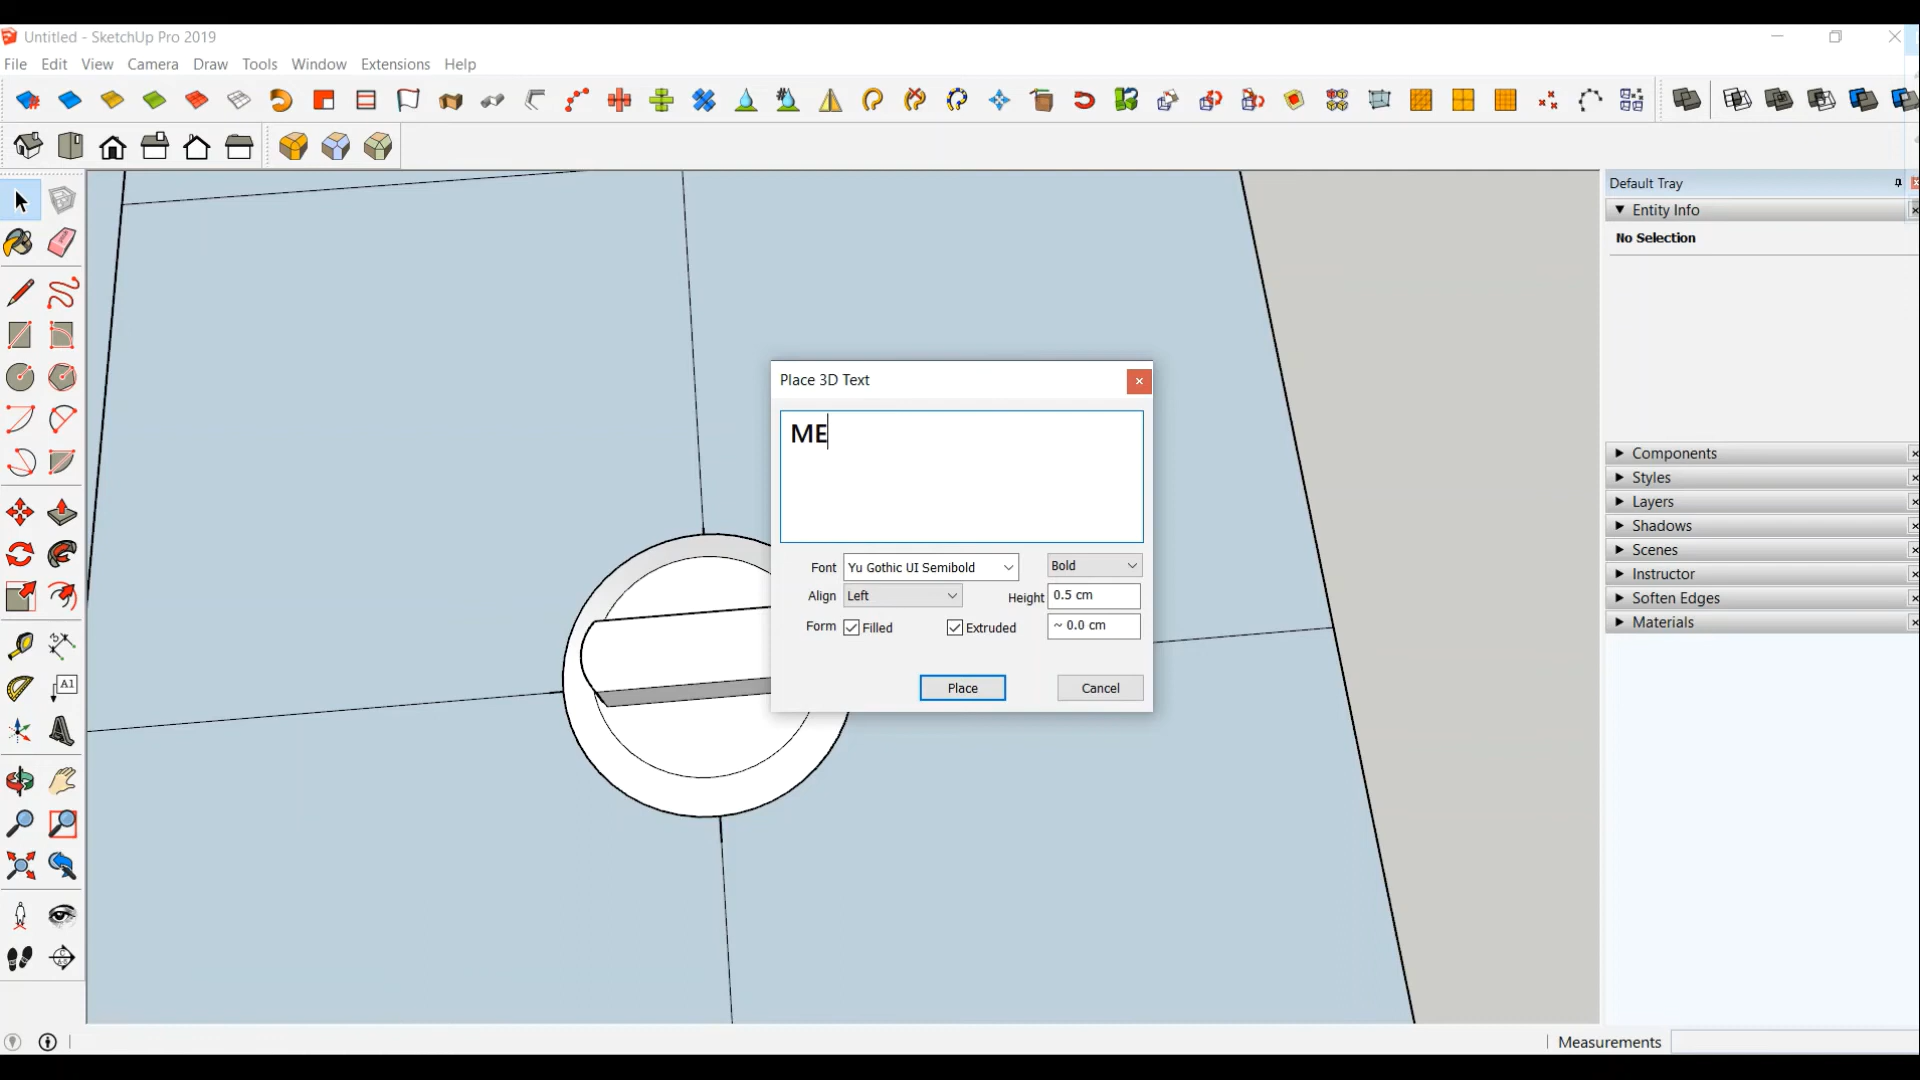 Untitled - SketchUp Pro 2019
File Edit View Camera Draw Tools Window Extensions Help
Default Tray
Entity Info
No Selection
Place 3D Text
ME
Font Yu Gothic UI Semibold Bold
Align Left Height 0.5 cm
Form Filled Extruded ~ 0.0 cm
Place Cancel
Components
Styles
Layers
Shadows
Scenes
Instructor
Soften Edges
Materials
A1
Measurements